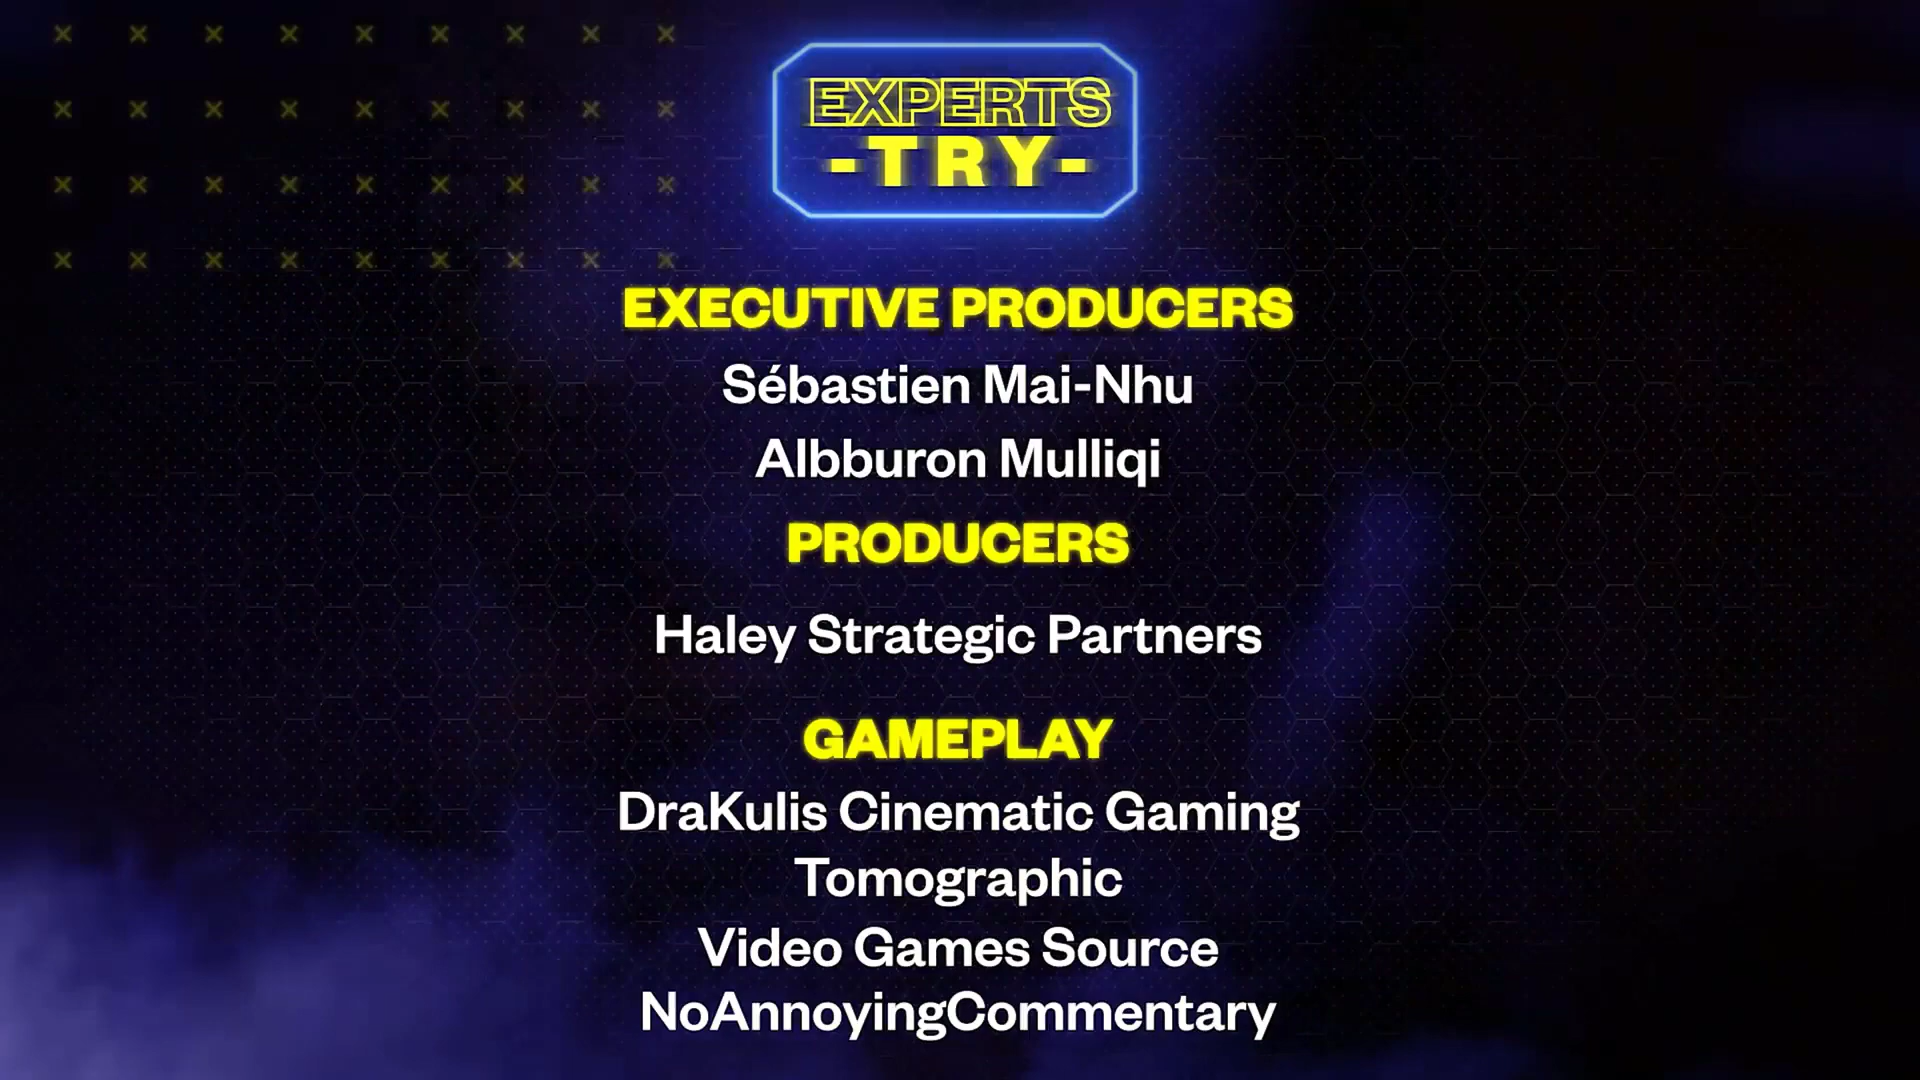 EXPERTS
-TRY-
EXECUTIVE PRODUCERS
Sébastien Mai-Nhu
Albburon Mulliqi
PRODUCERS
Haley Strategic Partners
GAMEPLAY
DraKulis Cinematic Gaming
Tomographic
Video Games Source
NoAnnoyingCommentary